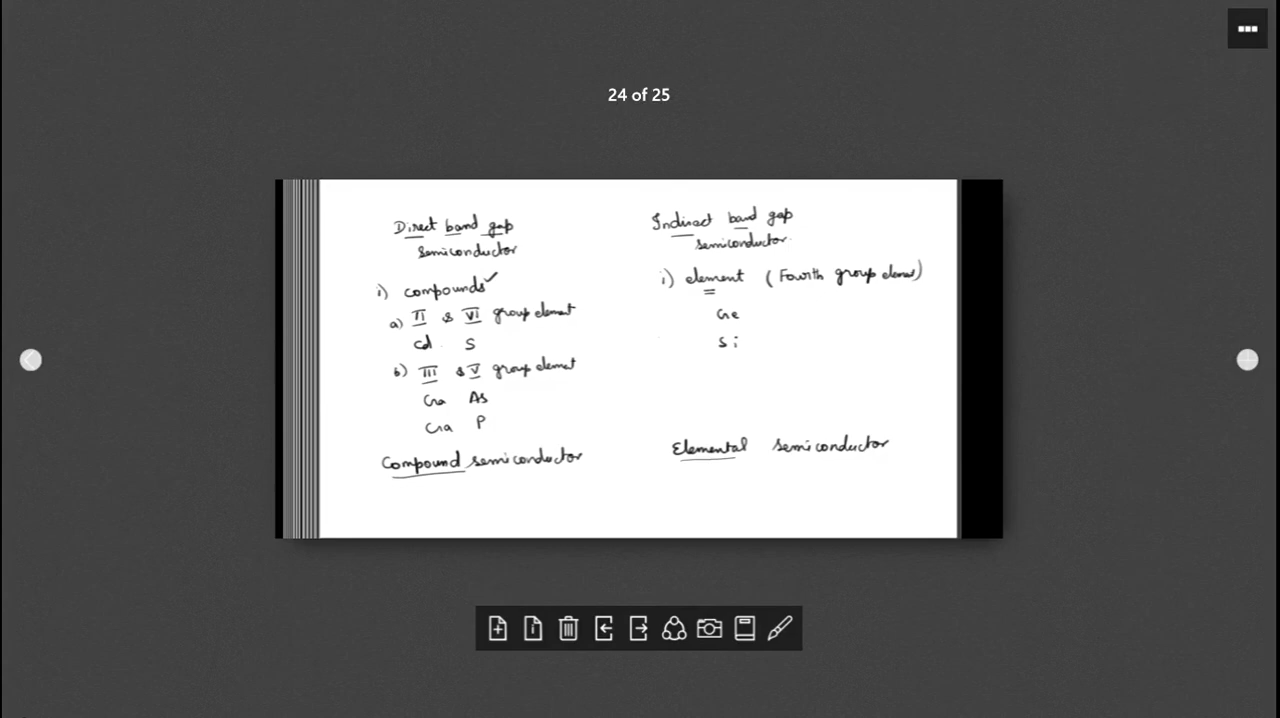 24 of 25
Direct band gap
semiconductor
i) compounds✓
a) II & VI group element
Cd S
b) III & V group element
Ga As
Ga P
Compound semiconductor
Indirect band gap
semiconductor
i) element (Fourth group element)
Ge
Si
Elemental semiconductor